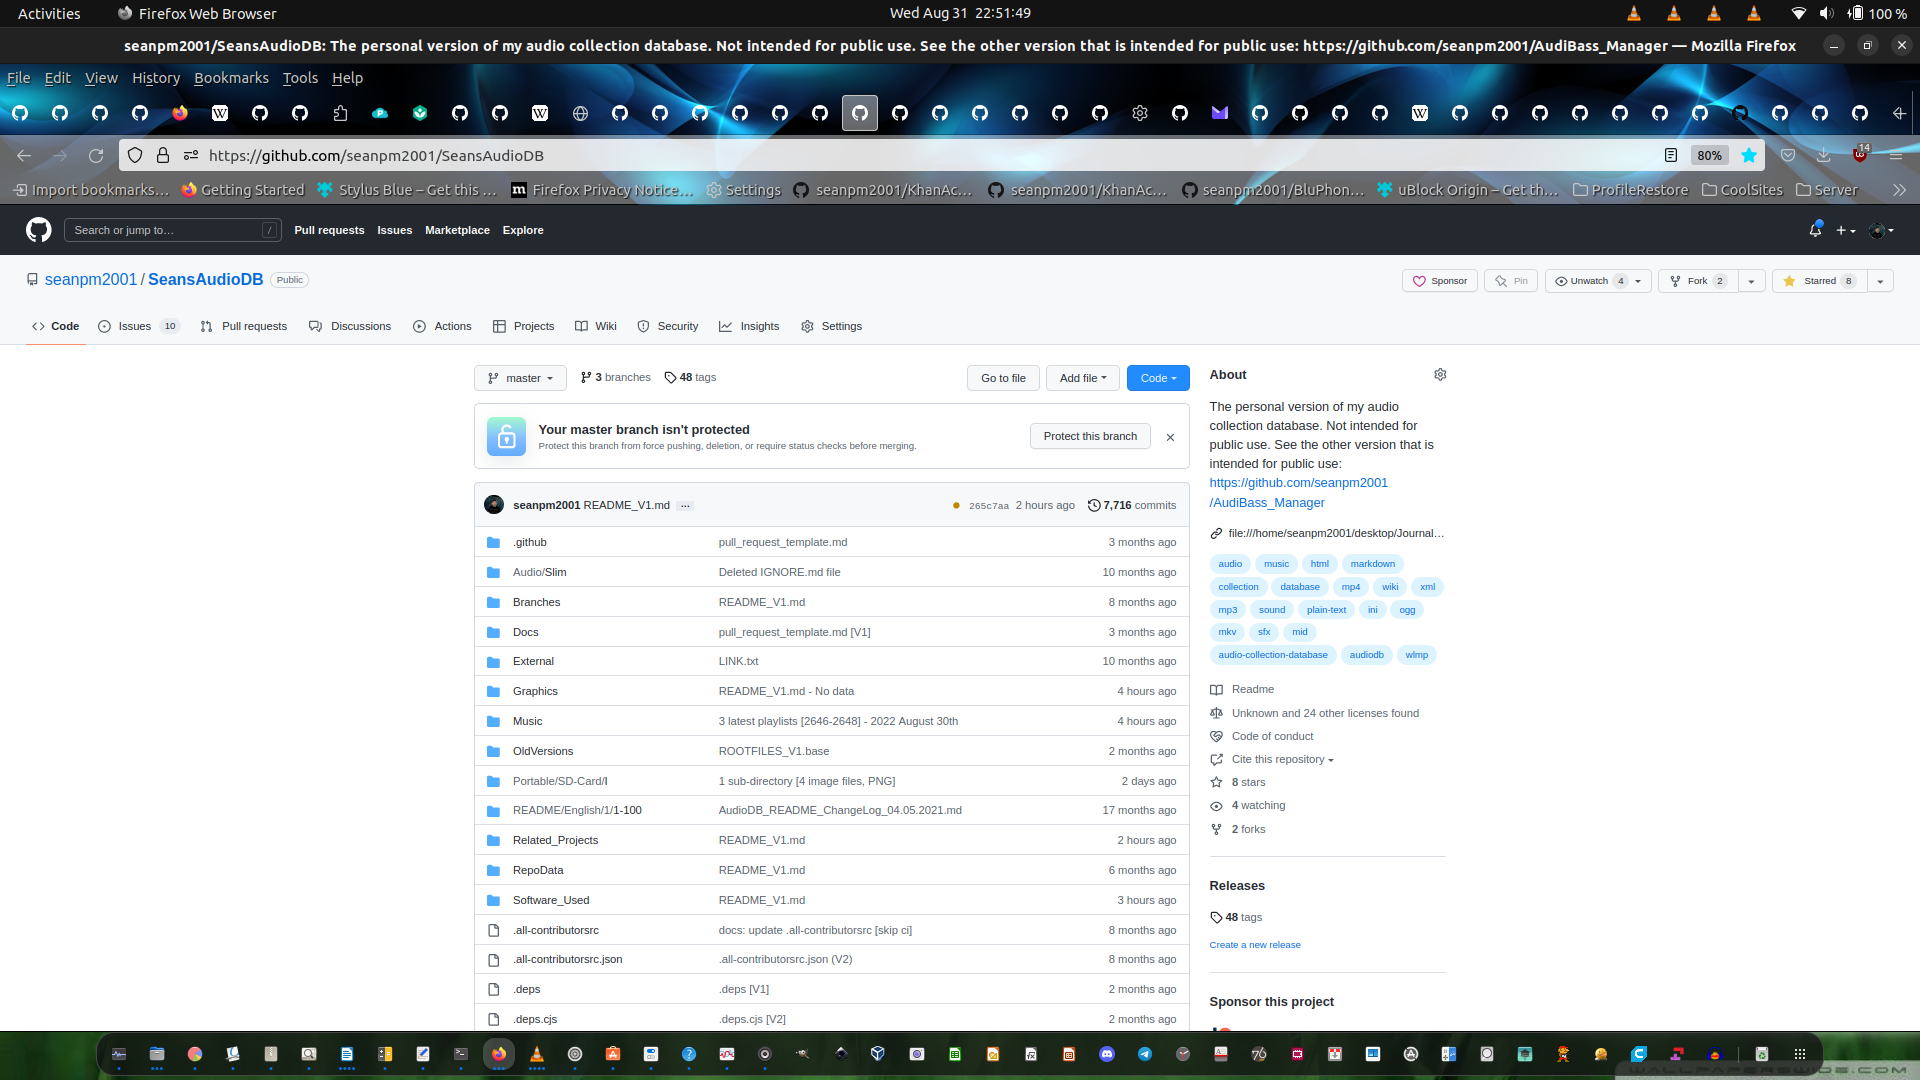 Activities
Firefox Web Browser
Wed Aug 31 22:51:49
100 %
seanpm2001/SeansAudioDB: The personal version of my audio collection database. Not intended for public use. See the other version that is intended for public use: https://github.com/seanpm2001/AudiBass_Manager — Mozilla Firefox
File Edit View History Bookmarks Tools Help
https://github.com/seanpm2001/SeansAudioDB
80%
14
Import bookmarks… Getting Started Stylus Blue – Get this … Firefox Privacy Notice… Settings seanpm2001/KhanAc… seanpm2001/KhanAc… seanpm2001/BluPhon… uBlock Origin – Get th… ProfileRestore CoolSites Server
Search or jump to… /
Pull requests Issues Marketplace Explore
seanpm2001 / SeansAudioDB Public
Sponsor Pin Unwatch 4 Fork 2 Starred 8
Code Issues 10 Pull requests Discussions Actions Projects Wiki Security Insights Settings
master 3 branches 48 tags
Go to file Add file Code
Your master branch isn't protected
Protect this branch from force pushing, deletion, or require status checks before merging.
Protect this branch
seanpm2001 README_V1.md … 265c7aa 2 hours ago 7,716 commits
.github pull_request_template.md 3 months ago
Audio/Slim Deleted IGNORE.md file 10 months ago
Branches README_V1.md 8 months ago
Docs pull_request_template.md [V1] 3 months ago
External LINK.txt 10 months ago
Graphics README_V1.md - No data 4 hours ago
Music 3 latest playlists [2646-2648] - 2022 August 30th 4 hours ago
OldVersions ROOTFILES_V1.base 2 months ago
Portable/SD-Card/I 1 sub-directory [4 image files, PNG] 2 days ago
README/English/1/1-100 AudioDB_README_ChangeLog_04.05.2021.md 17 months ago
Related_Projects README_V1.md 2 hours ago
RepoData README_V1.md 6 months ago
Software_Used README_V1.md 3 hours ago
.all-contributorsrc docs: update .all-contributorsrc [skip ci] 8 months ago
.all-contributorsrc.json .all-contributorsrc.json (V2) 8 months ago
.deps .deps [V1] 2 months ago
.deps.cjs .deps.cjs [V2] 2 months ago
About
The personal version of my audio
collection database. Not intended for
public use. See the other version that is
intended for public use:
https://github.com/seanpm2001
/AudiBass_Manager
file:///home/seanpm2001/desktop/Journal…
audio music html markdown
collection database mp4 wiki xml
mp3 sound plain-text ini ogg
mkv sfx mid
audio-collection-database audiodb wlmp
Readme
Unknown and 24 other licenses found
Code of conduct
Cite this repository
8 stars
4 watching
2 forks
Releases
48 tags
Create a new release
Sponsor this project
WALLPAPERSWIDE.COM